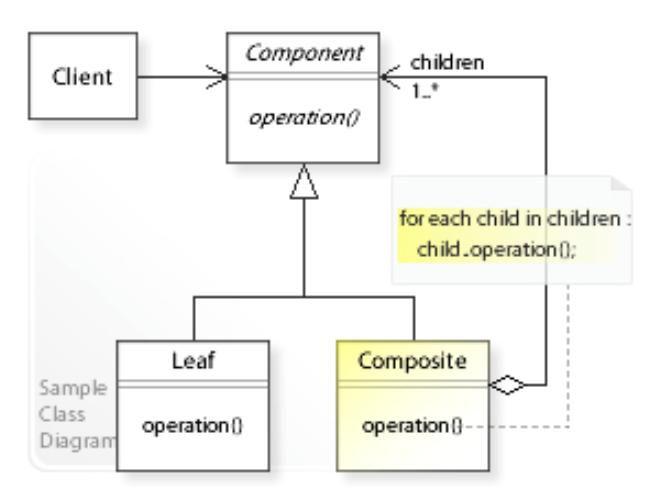 Client
Component
operation()
children
1..*
for each child in children :
child.operation();
Leaf
operation()
Composite
operation()
Sample
Class
Diagram